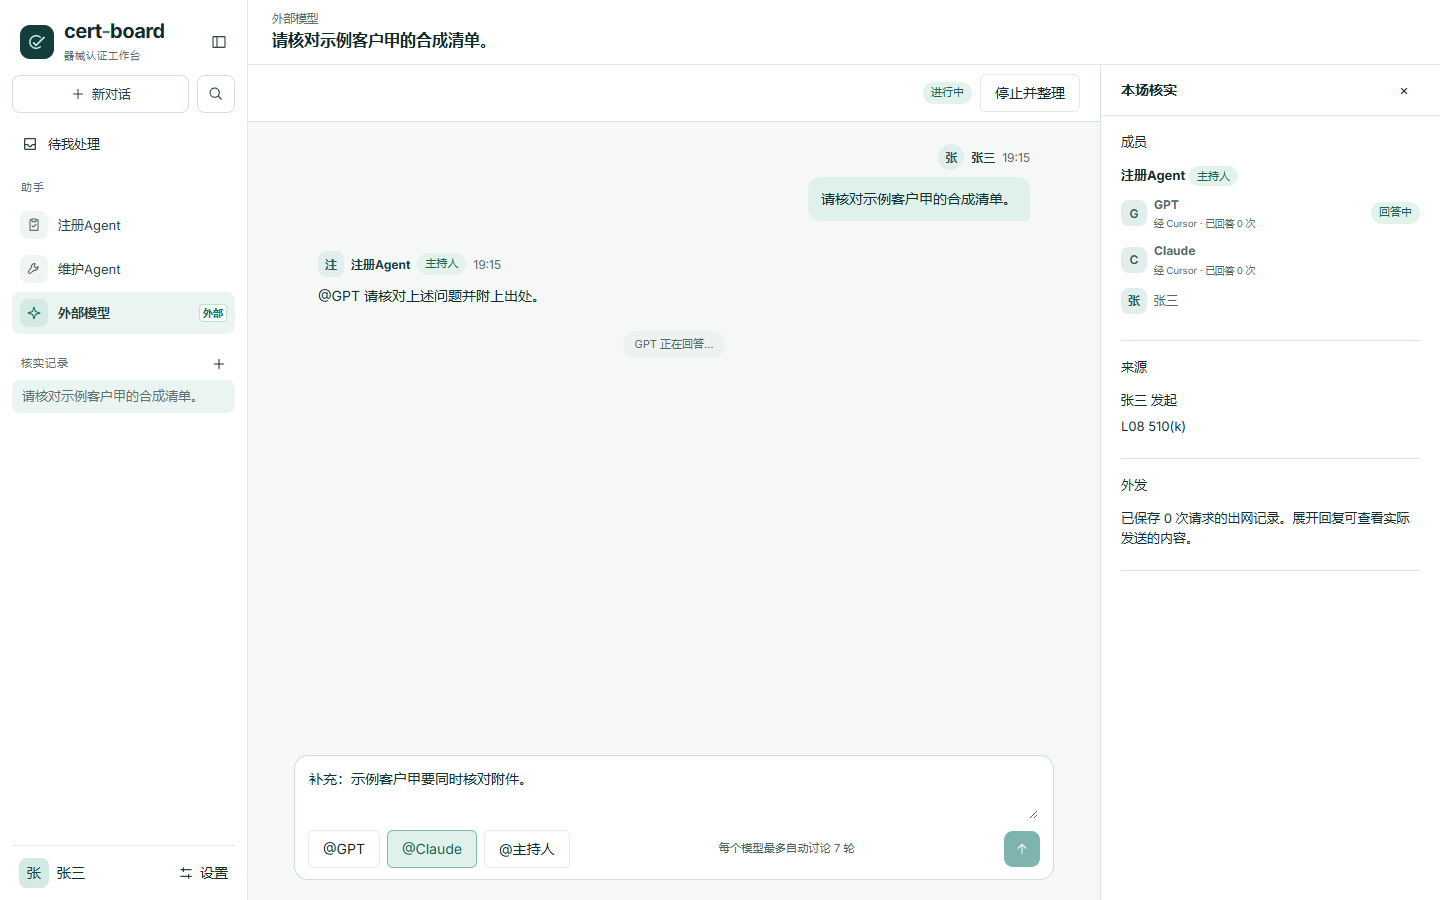 cert-board
器械认证工作台
新对话
待我处理
助手
注册Agent
维护Agent
外部模型
外部
核实记录
请核对示例客户甲的合成清单。
张 张三
设置
外部模型
请核对示例客户甲的合成清单。
进行中
停止并整理
张 张三 19:15
请核对示例客户甲的合成清单。
注 注册Agent 主持人 19:15
@GPT 请核对上述问题并附上出处。
GPT 正在回答...
补充：示例客户甲要同时核对附件。
@GPT @Claude @主持人
每个模型最多自动讨论 7 轮
本场核实
×
成员
注册Agent 主持人
G GPT
经 Cursor · 已回答 0 次
回答中
C Claude
经 Cursor · 已回答 0 次
张 张三
来源
张三 发起
L08 510(k)
外发
已保存 0 次请求的出网记录。展开回复可查看实际
发送的内容。